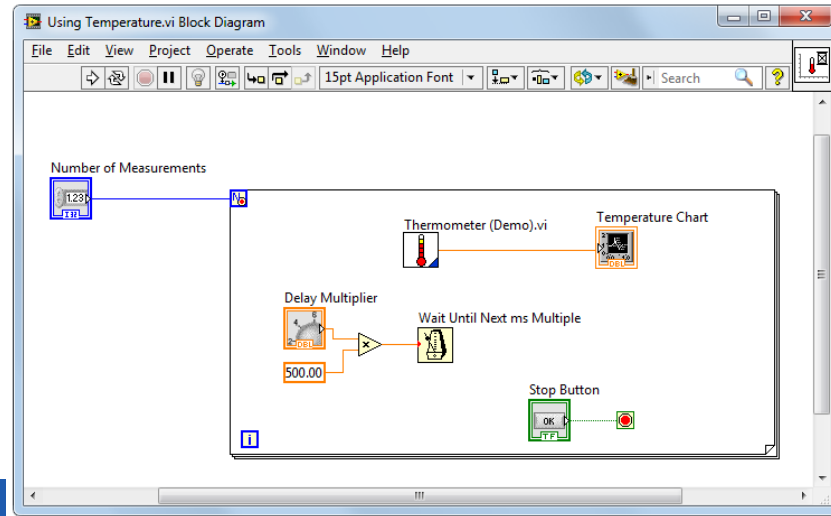 Using Temperature.vi Block Diagram
File Edit View Project Operate Tools Window Help
15pt Application Font
Search
Number of Measurements
1.23
I32
N
Thermometer (Demo).vi
Temperature Chart
DBL
Delay Multiplier
DBL
Wait Until Next ms Multiple
×
500.00
Stop Button
OK
TF
i